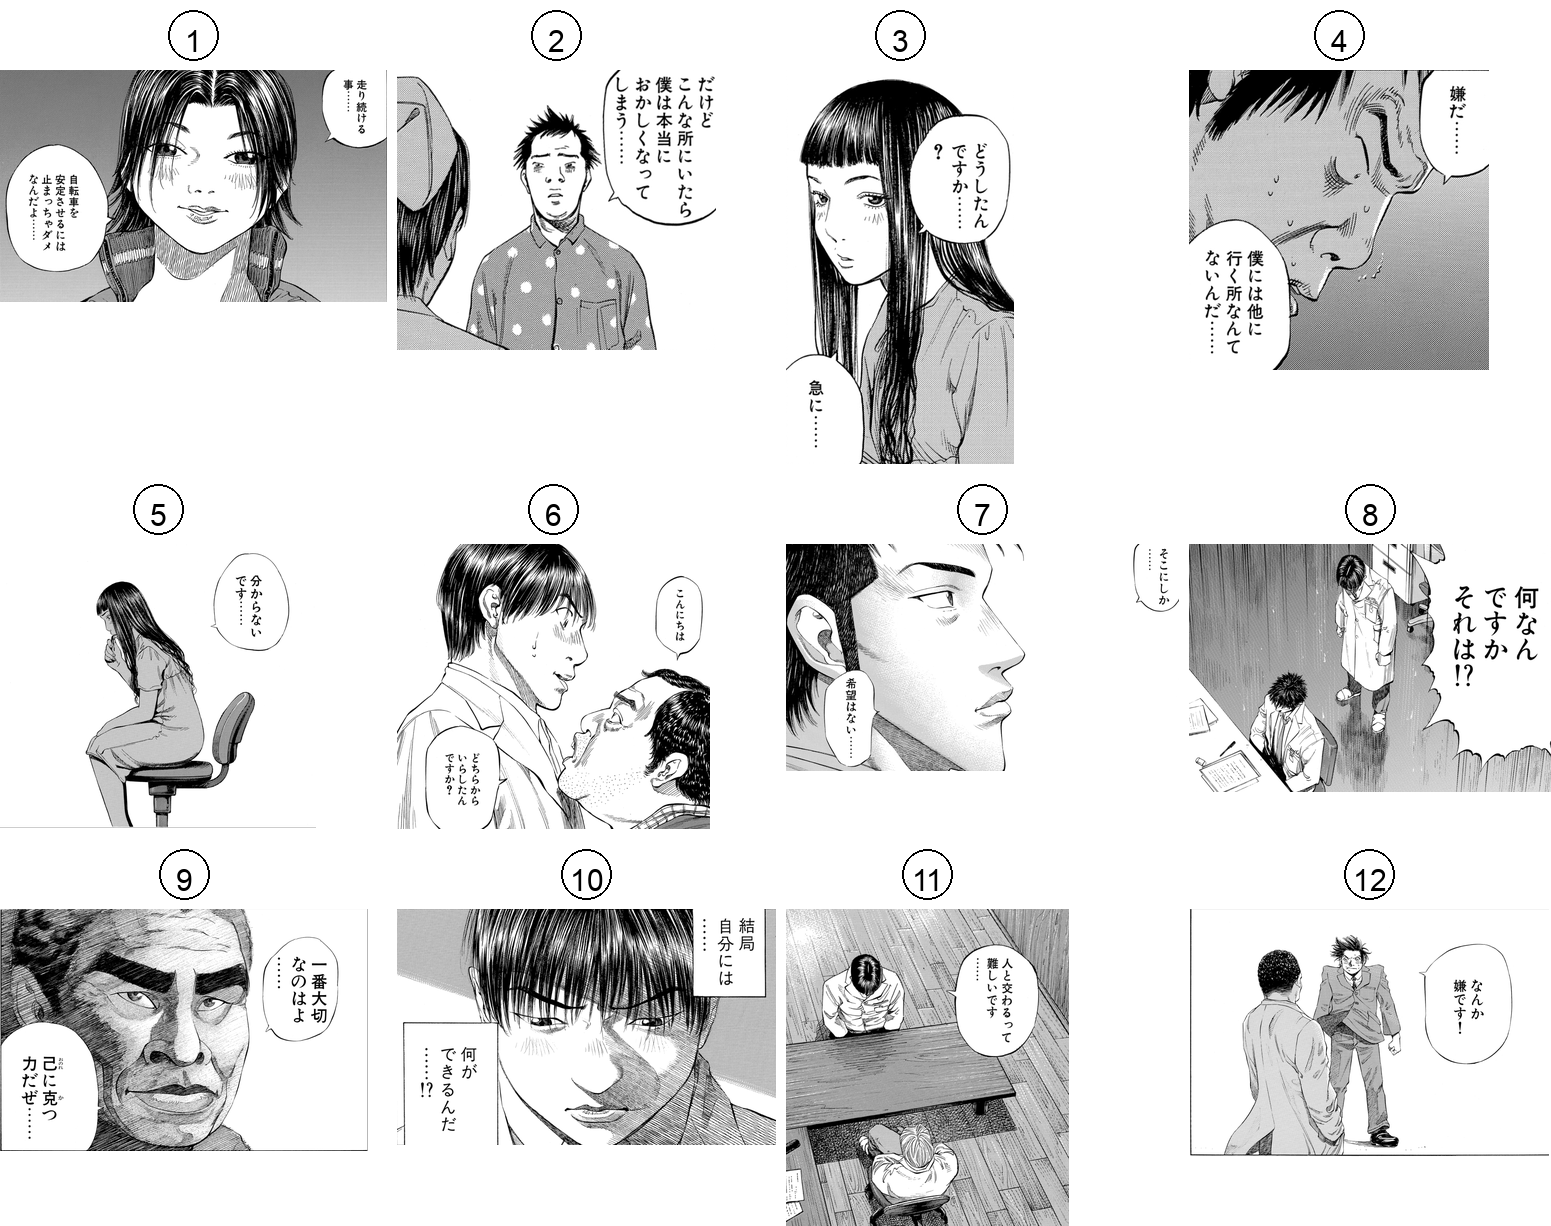 1
走り続ける
事……
自転車を
安定させるには
止まっちゃダメ
なんだよ……
2
だけど
こんな所にいたら
僕は本当に
おかしくなって
しまう……
3
どうしたん
ですか……
?
急に……
4
嫌だ……
僕には他に
行く所なんて
ないんだ……
5
分からない
です……
6
こんにちは
どちらから
いらしたん
ですか?
7
そこにしか
……
希望はない……
8
何なん
ですか
それは!?
9
一番大切
なのはよ
……
己に克つ
おのれ
か
力だぜ……
10
結局
自分には
……
何が
できるんだ
……!?
11
人と交わるって
難しいです
……
12
なんか
嫌です!